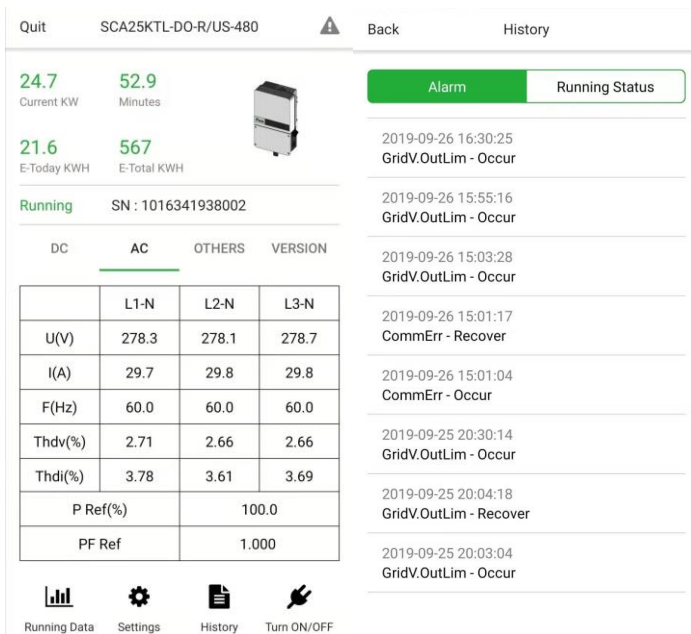 Quit SCA25KTL-DO-R/US-480
24.7 52.9
Current KW Minutes
21.6 567
E-Today KWH E-Total KWH
Running SN : 1016341938002
DC AC OTHERS VERSION
L1-N L2-N L3-N
U(V) 278.3 278.1 278.7
I(A) 29.7 29.8 29.8
F(Hz) 60.0 60.0 60.0
Thdv(%) 2.71 2.66 2.66
Thdi(%) 3.78 3.61 3.69
P Ref(%) 100.0
PF Ref 1.000
Running Data Settings History Turn ON/OFF
Back History
Alarm Running Status
2019-09-26 16:30:25
GridV.OutLim - Occur
2019-09-26 15:55:16
GridV.OutLim - Occur
2019-09-26 15:03:28
GridV.OutLim - Occur
2019-09-26 15:01:17
CommErr - Recover
2019-09-26 15:01:04
CommErr - Occur
2019-09-25 20:30:14
GridV.OutLim - Occur
2019-09-25 20:04:18
GridV.OutLim - Recover
2019-09-25 20:03:04
GridV.OutLim - Occur